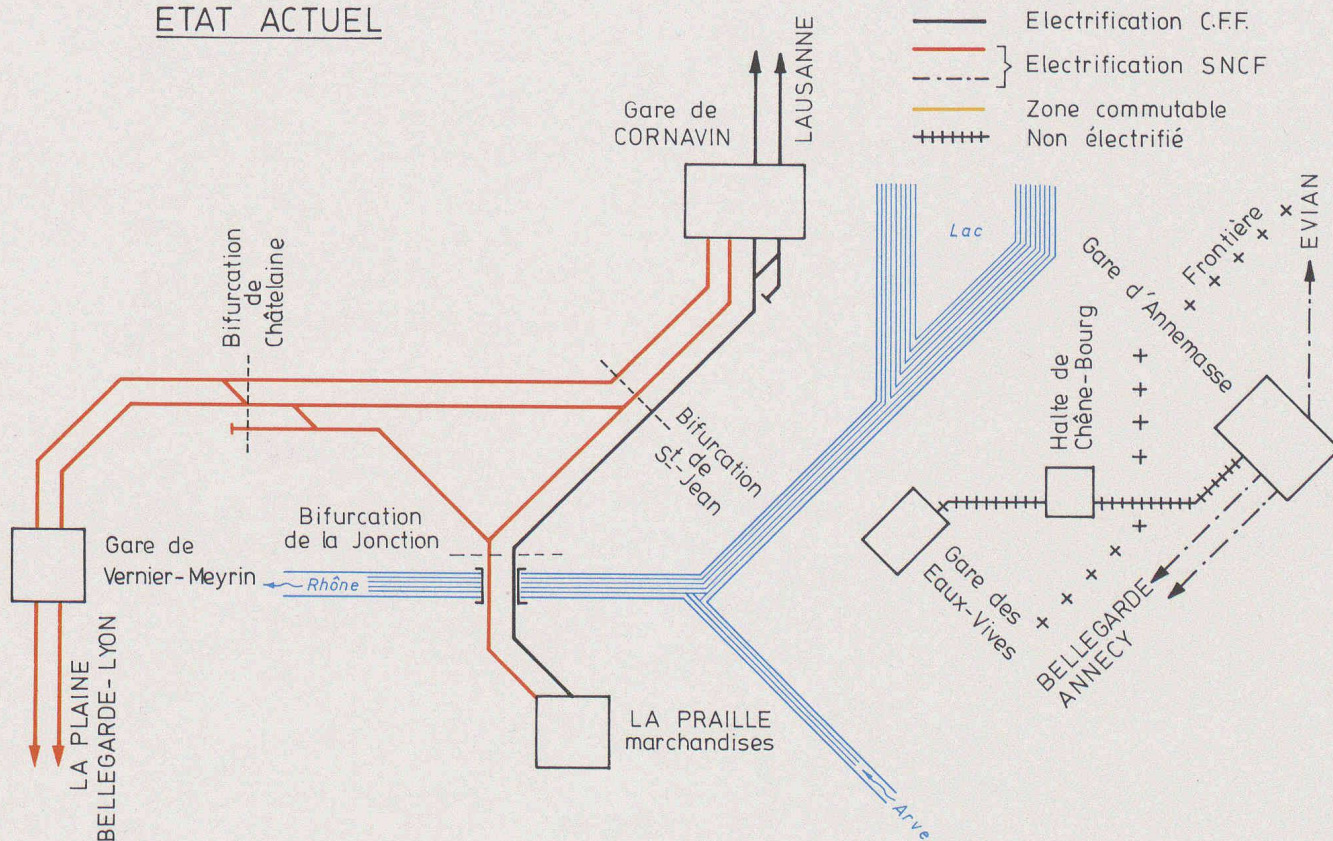 ETAT ACTUEL
Electrification C.F.F.
Electrification SNCF
Zone commutable
Non électrifié
Gare de
CORNAVIN
LAUSANNE
Bifurcation
de
Châtelaine
Lac
Frontière
EVIAN
Gare d'Annemasse
Halte de
Chêne-Bourg
Bifurcation
de
St-Jean
Bifurcation
de la Jonction
Gare de
Vernier-Meyrin
Rhône
Gare des
Eaux-Vives
BELLEGARDE
ANNECY
LA PLAINE
BELLEGARDE-LYON
LA PRAILLE
marchandises
Arve